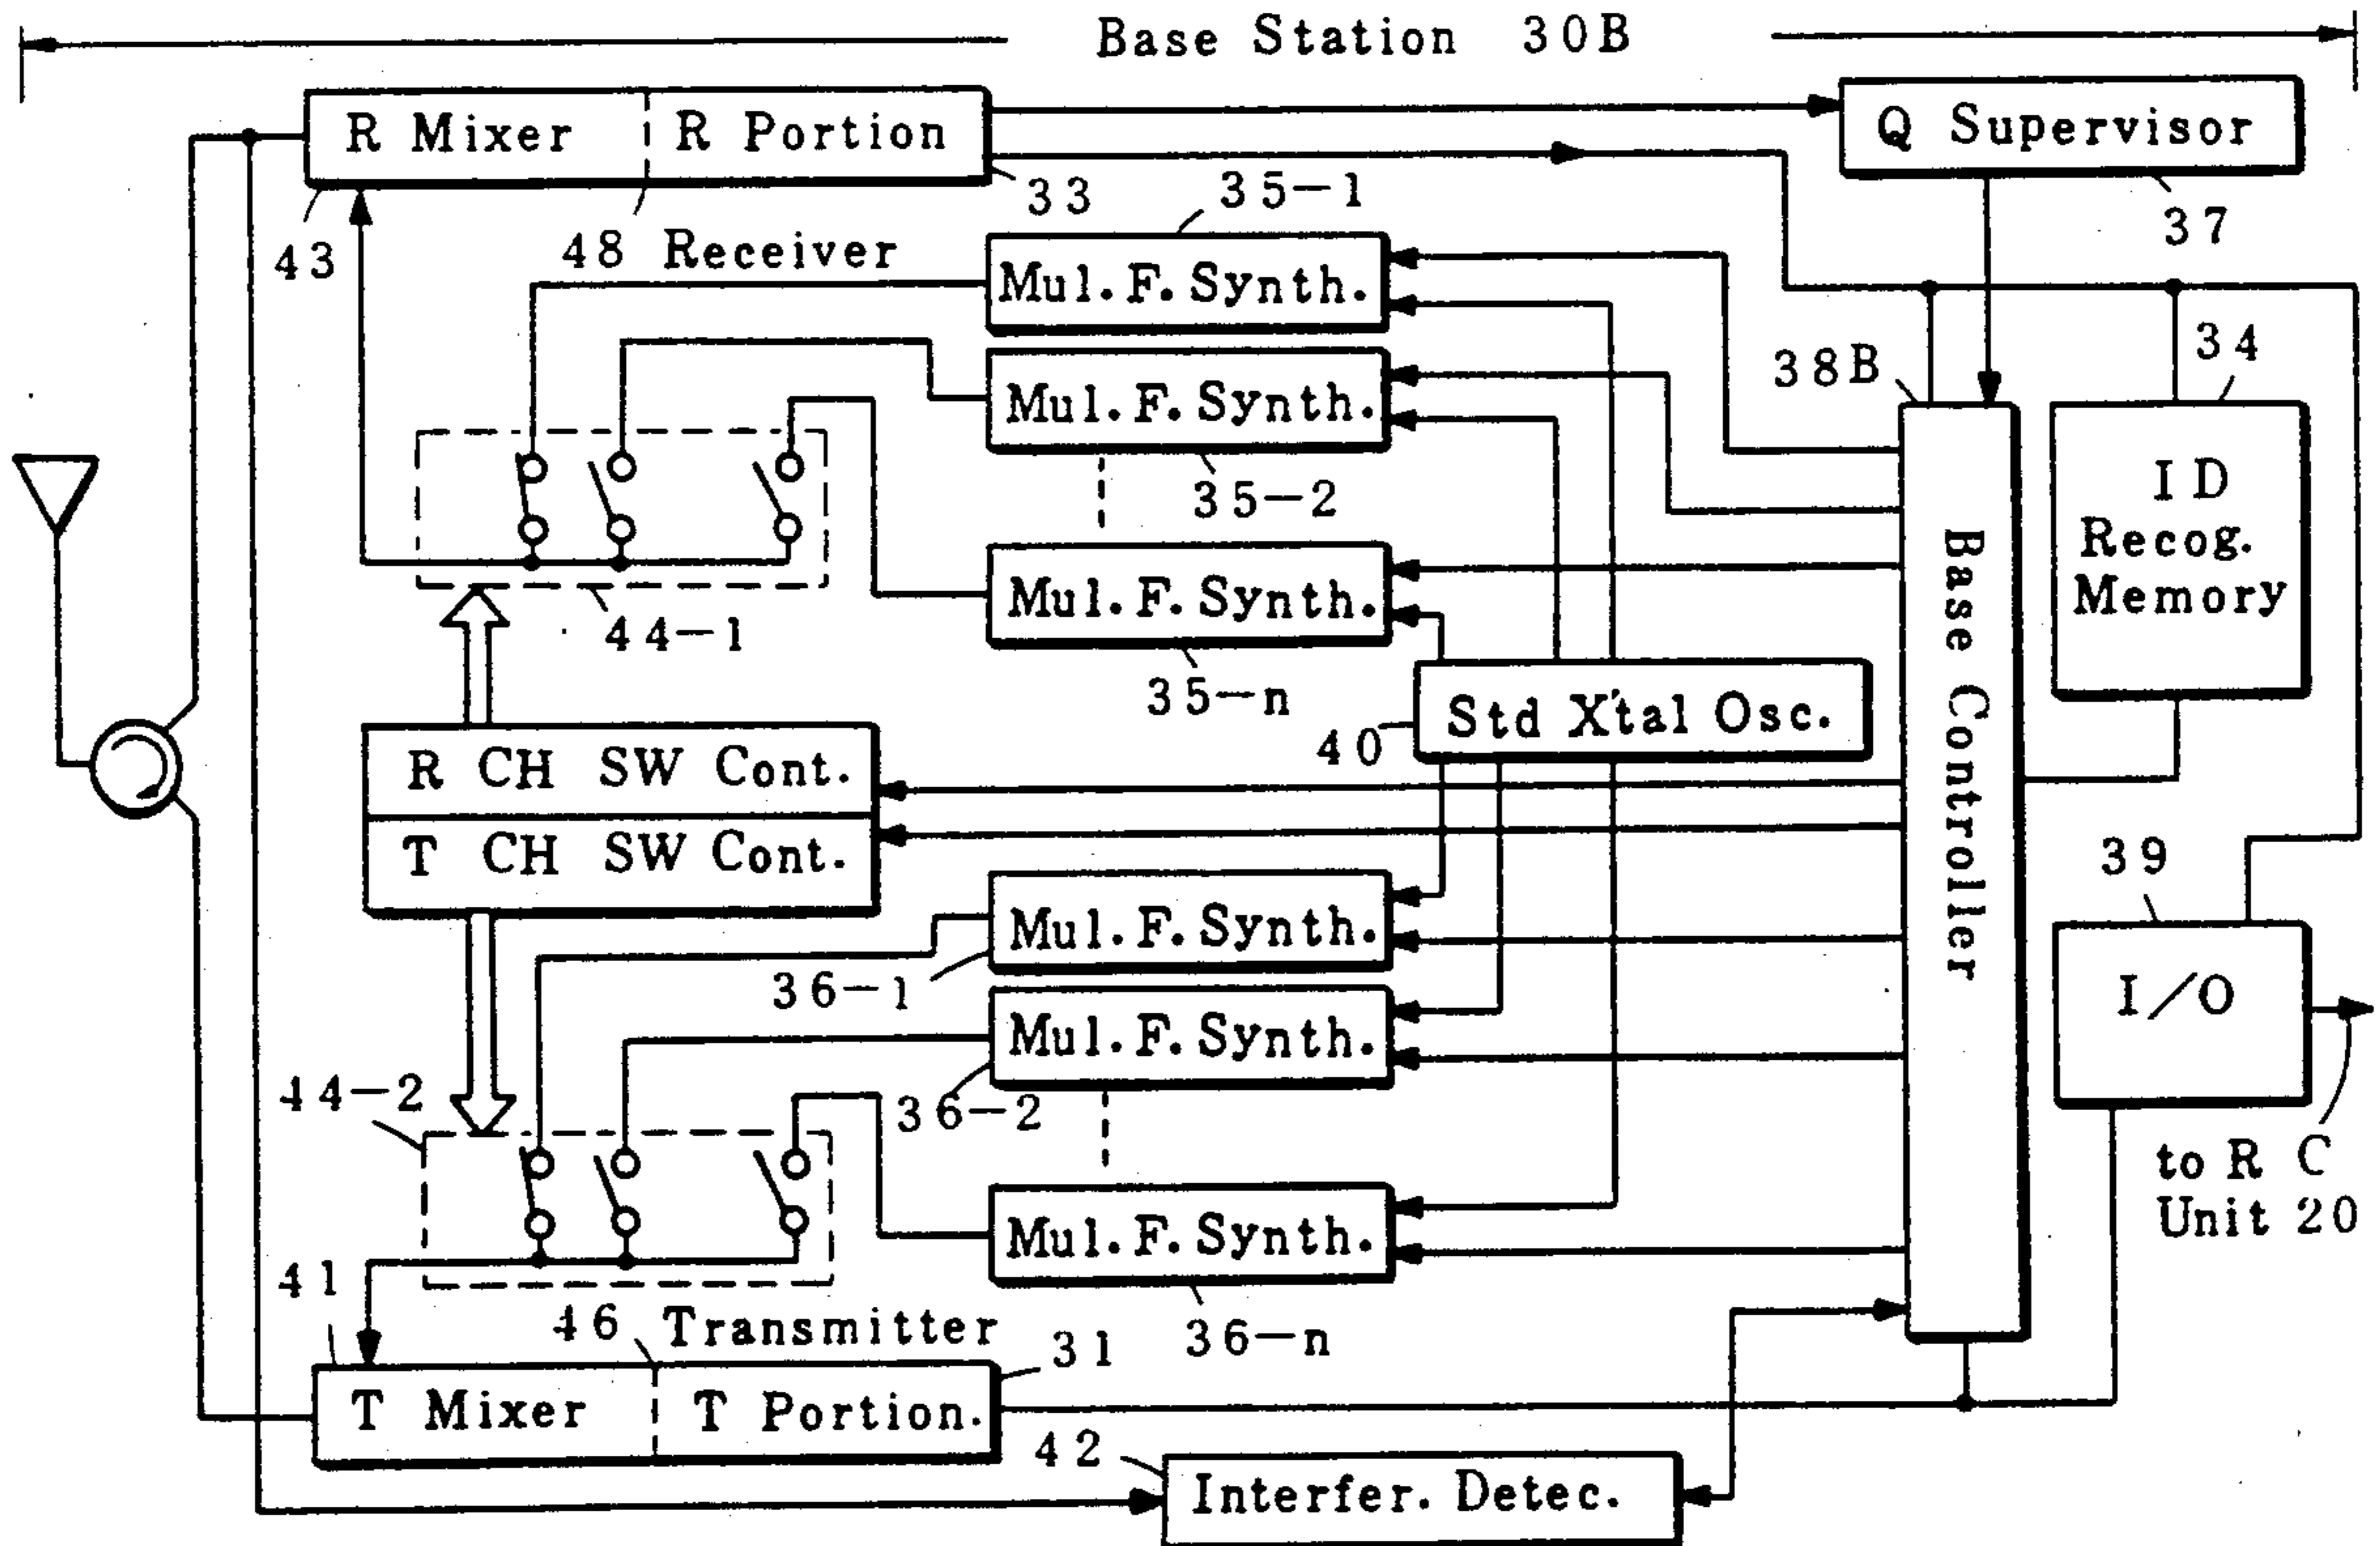 Base Station 30B
R Mixer R Portion
Q Supervisor
33
35-1
37
43
48 Receiver
Mul. F. Synth.
34
38B
Mul. F. Synth.
35-2
ID
Recog.
Memory
Mul. F. Synth.
44-1
35-n
Base Controller
40
Std X'tal Osc.
R CH SW Cont.
T CH SW Cont.
39
Mul. F. Synth.
36-1
I/O
Mul. F. Synth.
44-2
36-2
to R C
Unit 20
Mul. F. Synth.
41
46 Transmitter
36-n
31
T Mixer T Portion.
42
Interfer. Detec.